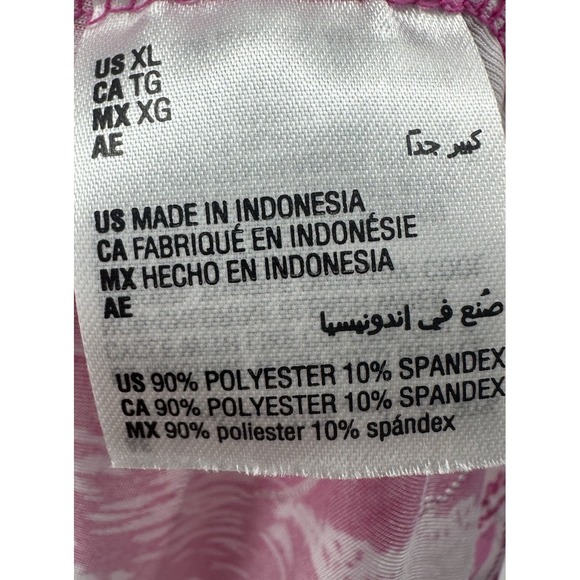 US XL
CA TG
MX XG
AE كبير جداً
US MADE IN INDONESIA
CA FABRIQUÉ EN INDONÉSIE
MX HECHO EN INDONESIA
AE
صُنع في إندونيسيا
US 90% POLYESTER 10% SPANDEX
CA 90% POLYESTER 10% SPANDEX
MX 90% poliester 10% spándex